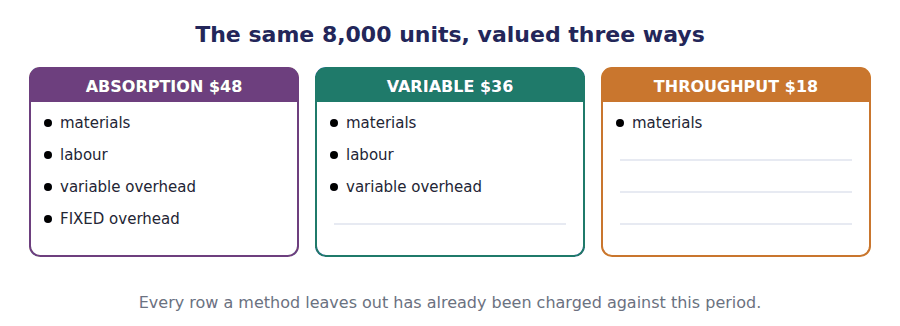 The same 8,000 units, valued three ways
ABSORPTION $48
materials
labour
variable overhead
FIXED overhead
VARIABLE $36
materials
labour
variable overhead
THROUGHPUT $18
materials
Every row a method leaves out has already been charged against this period.